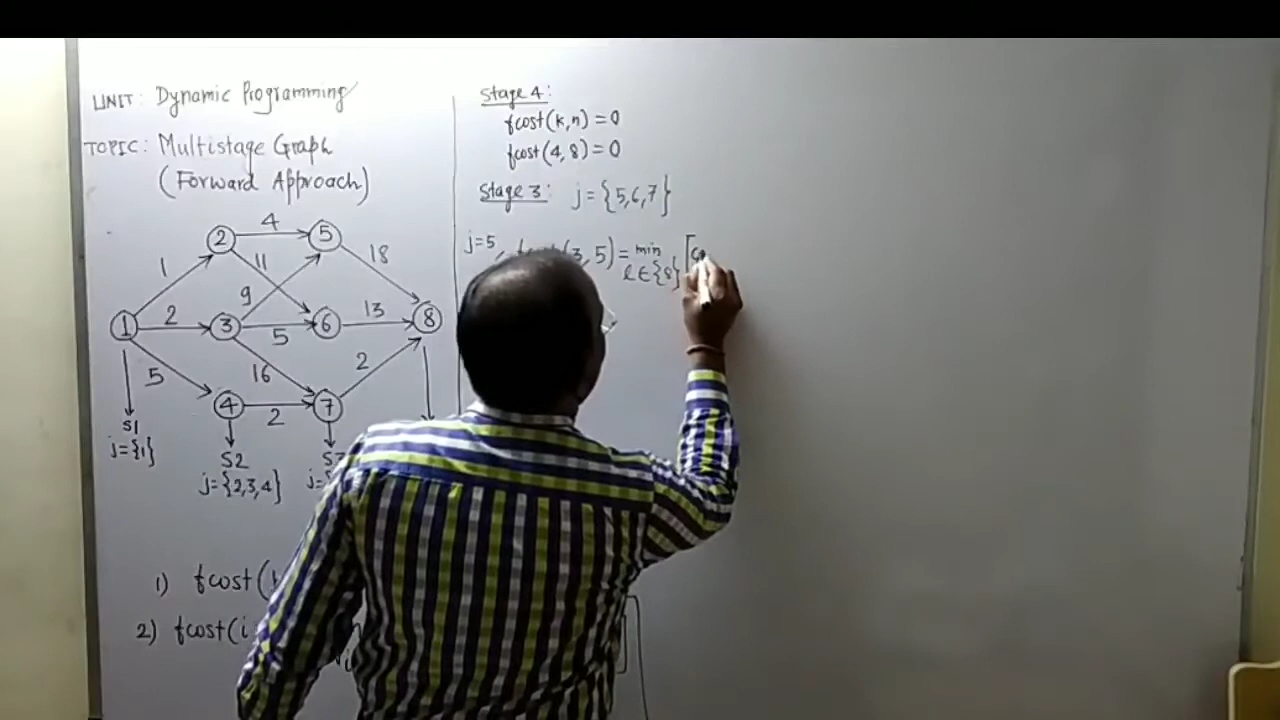 UNIT: Dynamic Programming
TOPIC: Multistage Graph
(Forward Approach)
4
2
5
1
11
18
9
1
2
3
5
6
13
8
5
16
2
4
2
7
S1
j={1}
S2
j={2,3,4}
j=
1) fcost(
2) fcost(i
Stage 4:
fcost(k,n)=0
fcost(4,8)=0
Stage 3: j={5,6,7}
j=5, 3,5)= min
l∈{8}